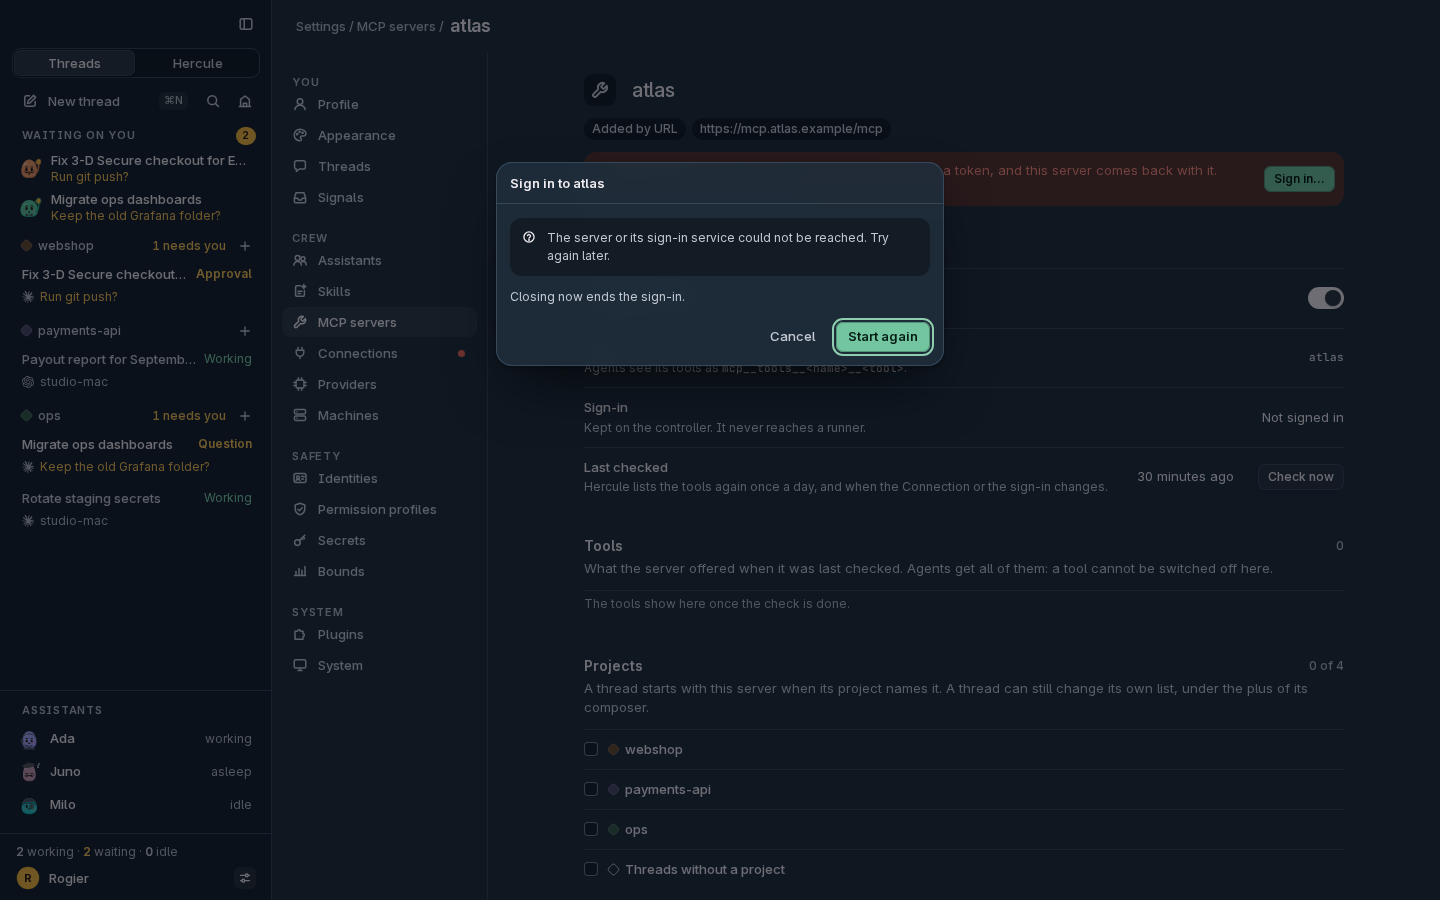 Settings / MCP servers / atlas
Threads
Hercule
New thread
⌘N
WAITING ON YOU
2
Fix 3-D Secure checkout for E…
Run git push?
Migrate ops dashboards
Keep the old Grafana folder?
webshop
1 needs you
Fix 3-D Secure checkout…
Approval
Run git push?
payments-api
Payout report for Septemb…
Working
studio-mac
ops
1 needs you
Migrate ops dashboards
Question
Keep the old Grafana folder?
Rotate staging secrets
Working
studio-mac
ASSISTANTS
Ada
working
Juno
asleep
Milo
idle
2 working · 2 waiting · 0 idle
R
Rogier
YOU
Profile
Appearance
Threads
Signals
CREW
Assistants
Skills
MCP servers
Connections
Providers
Machines
SAFETY
Identities
Permission profiles
Secrets
Bounds
SYSTEM
Plugins
System
atlas
Added by URL
https://mcp.atlas.example/mcp
a token, and this server comes back with it.
Sign in…
Sign in to atlas
The server or its sign-in service could not be reached. Try
again later.
Closing now ends the sign-in.
Cancel
Start again
atlas
Agents see its tools as mcp__tools__<name>__<tool>.
Sign-in
Kept on the controller. It never reaches a runner.
Not signed in
Last checked
Hercule lists the tools again once a day, and when the Connection or the sign-in changes.
30 minutes ago
Check now
Tools
0
What the server offered when it was last checked. Agents get all of them: a tool cannot be switched off here.
The tools show here once the check is done.
Projects
0 of 4
A thread starts with this server when its project names it. A thread can still change its own list, under the plus of its
composer.
webshop
payments-api
ops
Threads without a project